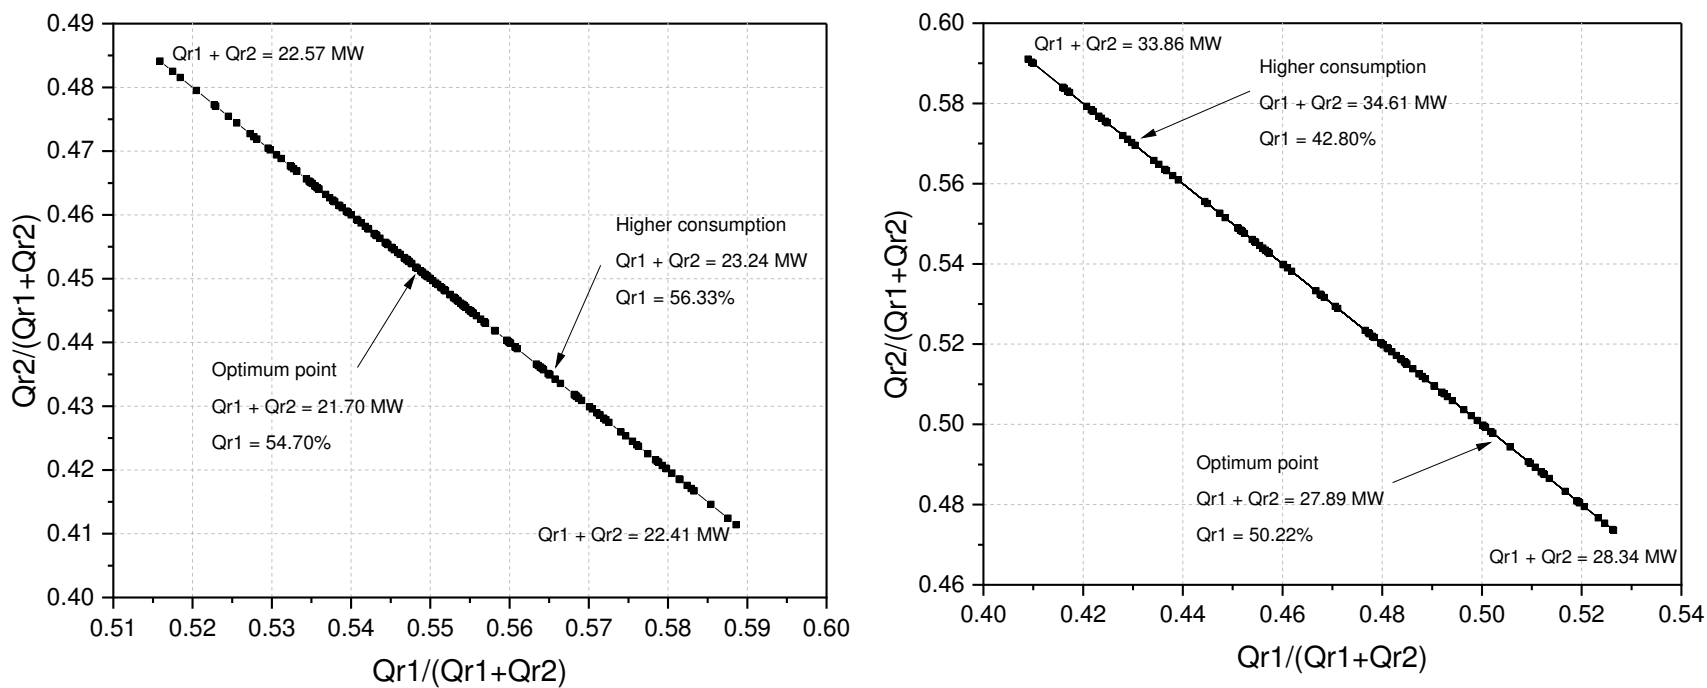 0.49
0.48
0.47
0.46
0.45
0.44
0.43
0.42
0.41
0.40
Qr2/(Qr1+Qr2)
Qr1 + Qr2 = 22.57 MW
Higher consumption
Qr1 + Qr2 = 23.24 MW
Qr1 = 56.33%
Optimum point
Qr1 + Qr2 = 21.70 MW
Qr1 = 54.70%
Qr1 + Qr2 = 22.41 MW
0.51 0.52 0.53 0.54 0.55 0.56 0.57 0.58 0.59 0.60
Qr1/(Qr1+Qr2)
0.60
0.58
0.56
0.54
0.52
0.50
0.48
0.46
Qr2/(Qr1+Qr2)
Qr1 + Qr2 = 33.86 MW
Higher consumption
Qr1 + Qr2 = 34.61 MW
Qr1 = 42.80%
Optimum point
Qr1 + Qr2 = 27.89 MW
Qr1 = 50.22%
Qr1 + Qr2 = 28.34 MW
0.40 0.42 0.44 0.46 0.48 0.50 0.52 0.54
Qr1/(Qr1+Qr2)